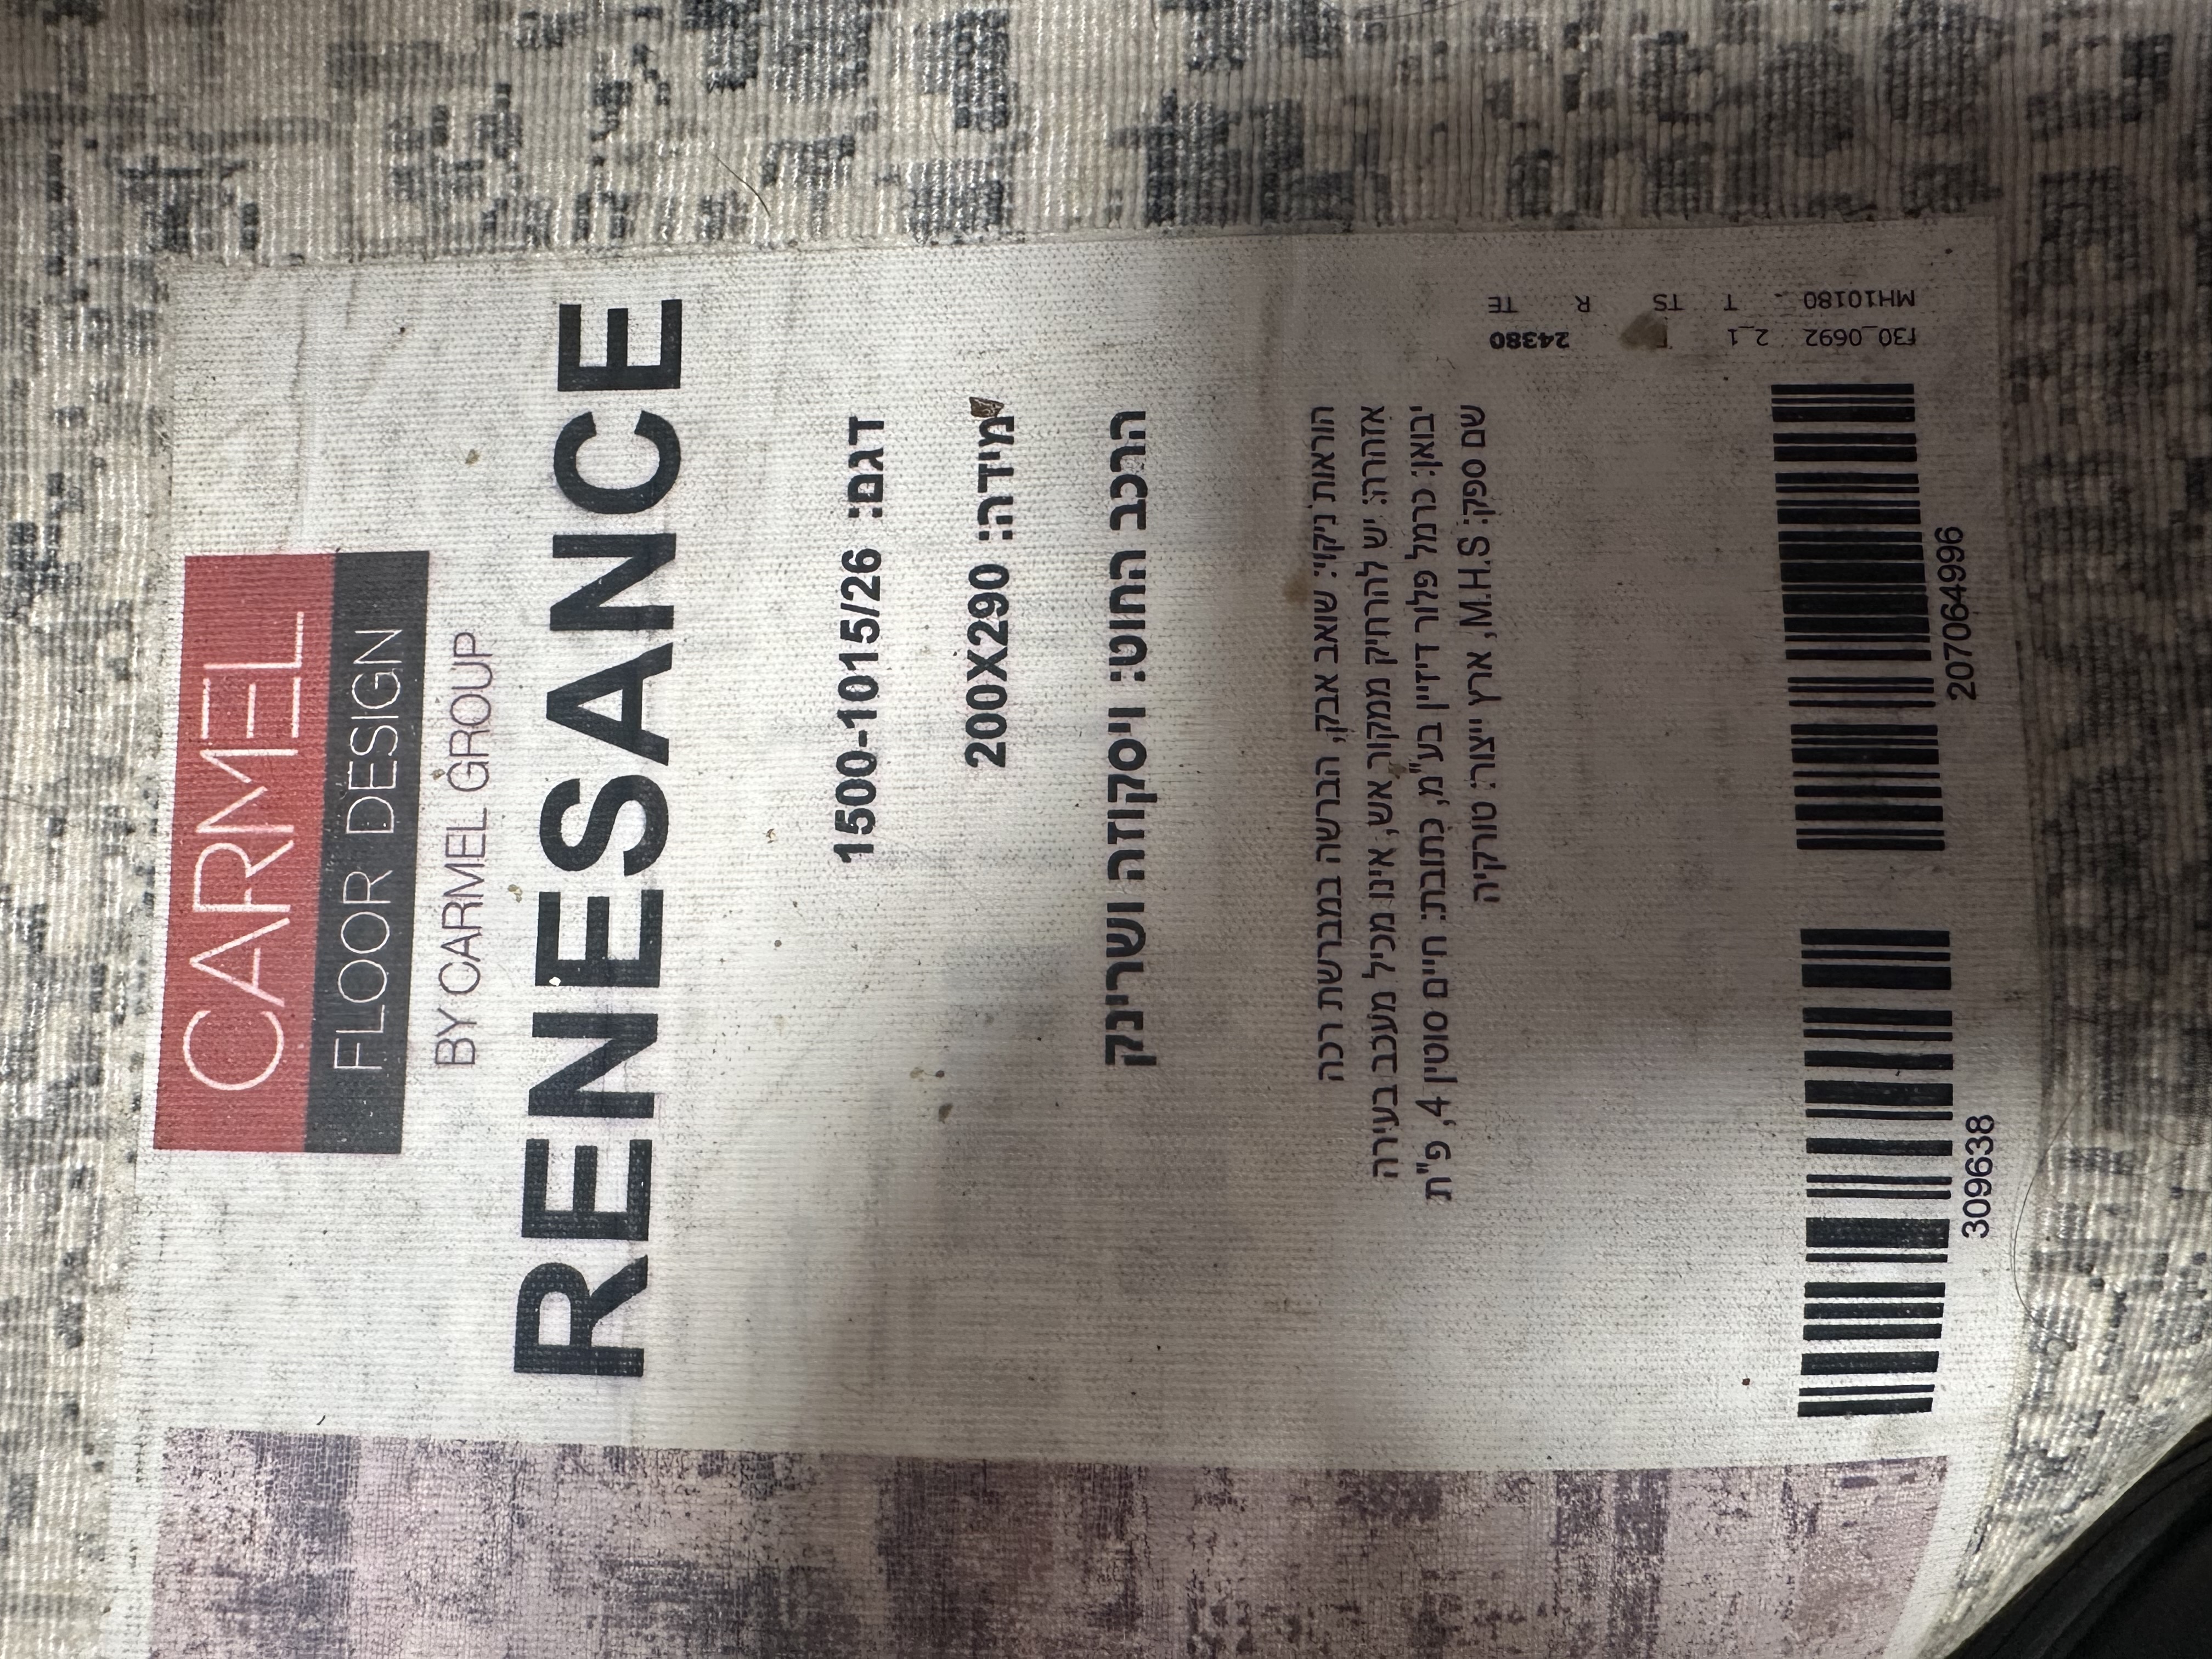 CARMEL
FLOOR DESIGN
BY CARMEL GROUP
RENESANCE
דגם: 1500-1015/26
מידה: 200X290
הרכב החוט: ויסקוזה ושרינק
הוראות ניקוי: שואב אבק, הברשה במברשת רכה
אזהרה: יש להרחיק ממקור אש, אינו מכיל מעכב בעירה
יבואן: כרמל פלור דיזיין בע"מ, כתובת: חיים סוטין 4, פ"ת
שם ספק: M.H.S, ארץ ייצור: טורקיה
309638
207064996
f30_0692 2_1 24380
MH10180 - T TS R TE